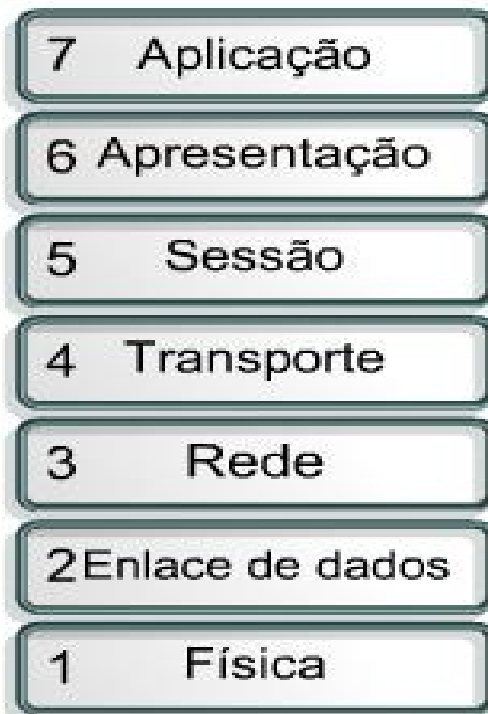 7 Aplicação
6 Apresentação
5 Sessão
4 Transporte
3 Rede
2 Enlace de dados
1 Física